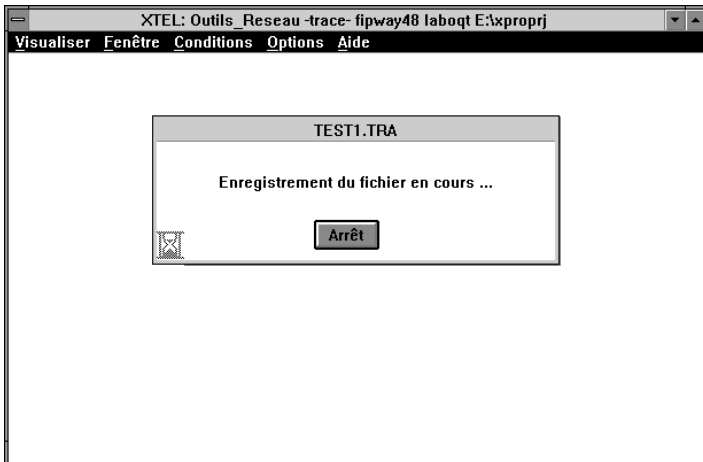 XTEL: Outils_Reseau -trace- fipway48 laboqt E:\xproprj
Visualiser Fenêtre Conditions Options Aide
TEST1.TRA
Enregistrement du fichier en cours ...
Arrêt